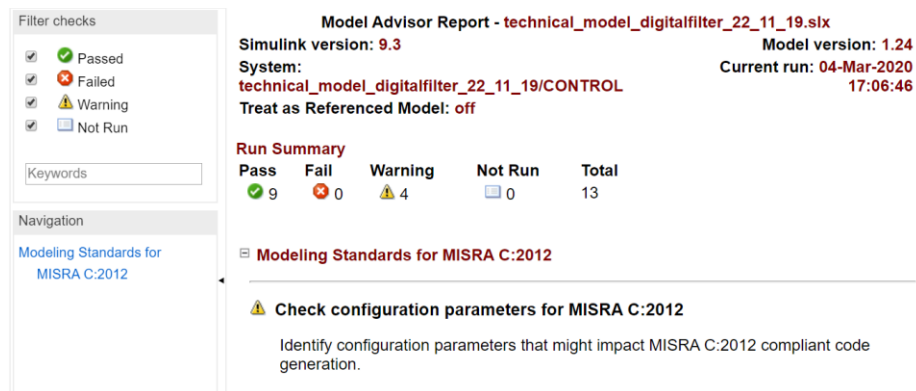 Filter checks
Passed
Failed
Warning
Not Run
Keywords
Navigation
Modeling Standards for
MISRA C:2012
Model Advisor Report - technical_model_digitalfilter_22_11_19.slx
Simulink version: 9.3
Model version: 1.24
System:
Current run: 04-Mar-2020
technical_model_digitalfilter_22_11_19/CONTROL
17:06:46
Treat as Referenced Model: off
Run Summary
Pass Fail Warning Not Run Total
9 0 4 0 13
Modeling Standards for MISRA C:2012
Check configuration parameters for MISRA C:2012
Identify configuration parameters that might impact MISRA C:2012 compliant code
generation.